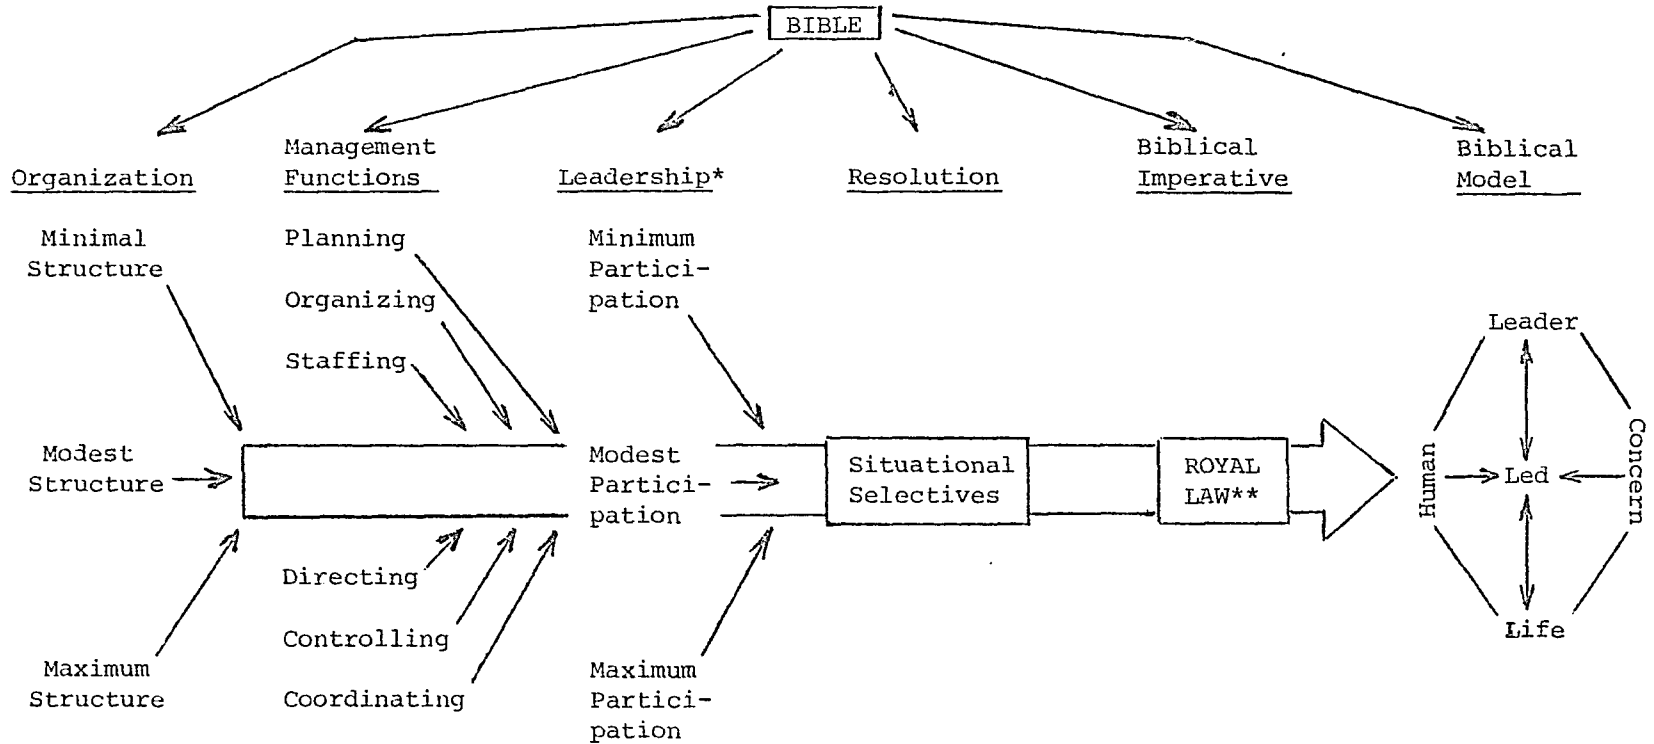 BIBLE
Organization
Management
Functions
Leadership*
Resolution
Biblical
Imperative
Biblical
Model
Minimal
Structure
Modest
Structure
Maximum
Structure
Planning
Organizing
Staffing
Directing
Controlling
Coordinating
Minimum
Partici-
pation
Modest
Partici-
pation
Maximum
Partici-
pation
Situational
Selectives
ROYAL
LAW**
Leader
Human
Led
Concern
Life